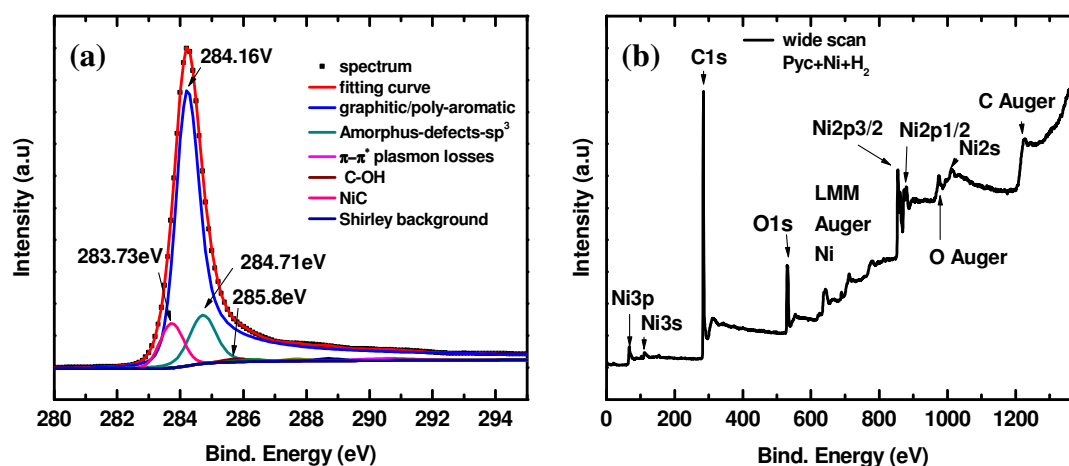 (a)
284.16V
spectrum
fitting curve
graphitic/poly-aromatic
Amorphus-defects-sp³
π–π* plasmon losses
C-OH
NiC
Shirley background
283.73eV
284.71eV
285.8eV
Intensity (a.u)
280 282 284 286 288 290 292 294
Bind. Energy (eV)
(b)
wide scan
Pyc+Ni+H₂
C1s
C Auger
Ni2p3/2
Ni2p1/2
Ni2s
LMM
Auger
Ni
O1s
O Auger
Ni3p
Ni3s
Intensity (a.u)
0 200 400 600 800 1000 1200
Bind. Energy (eV)